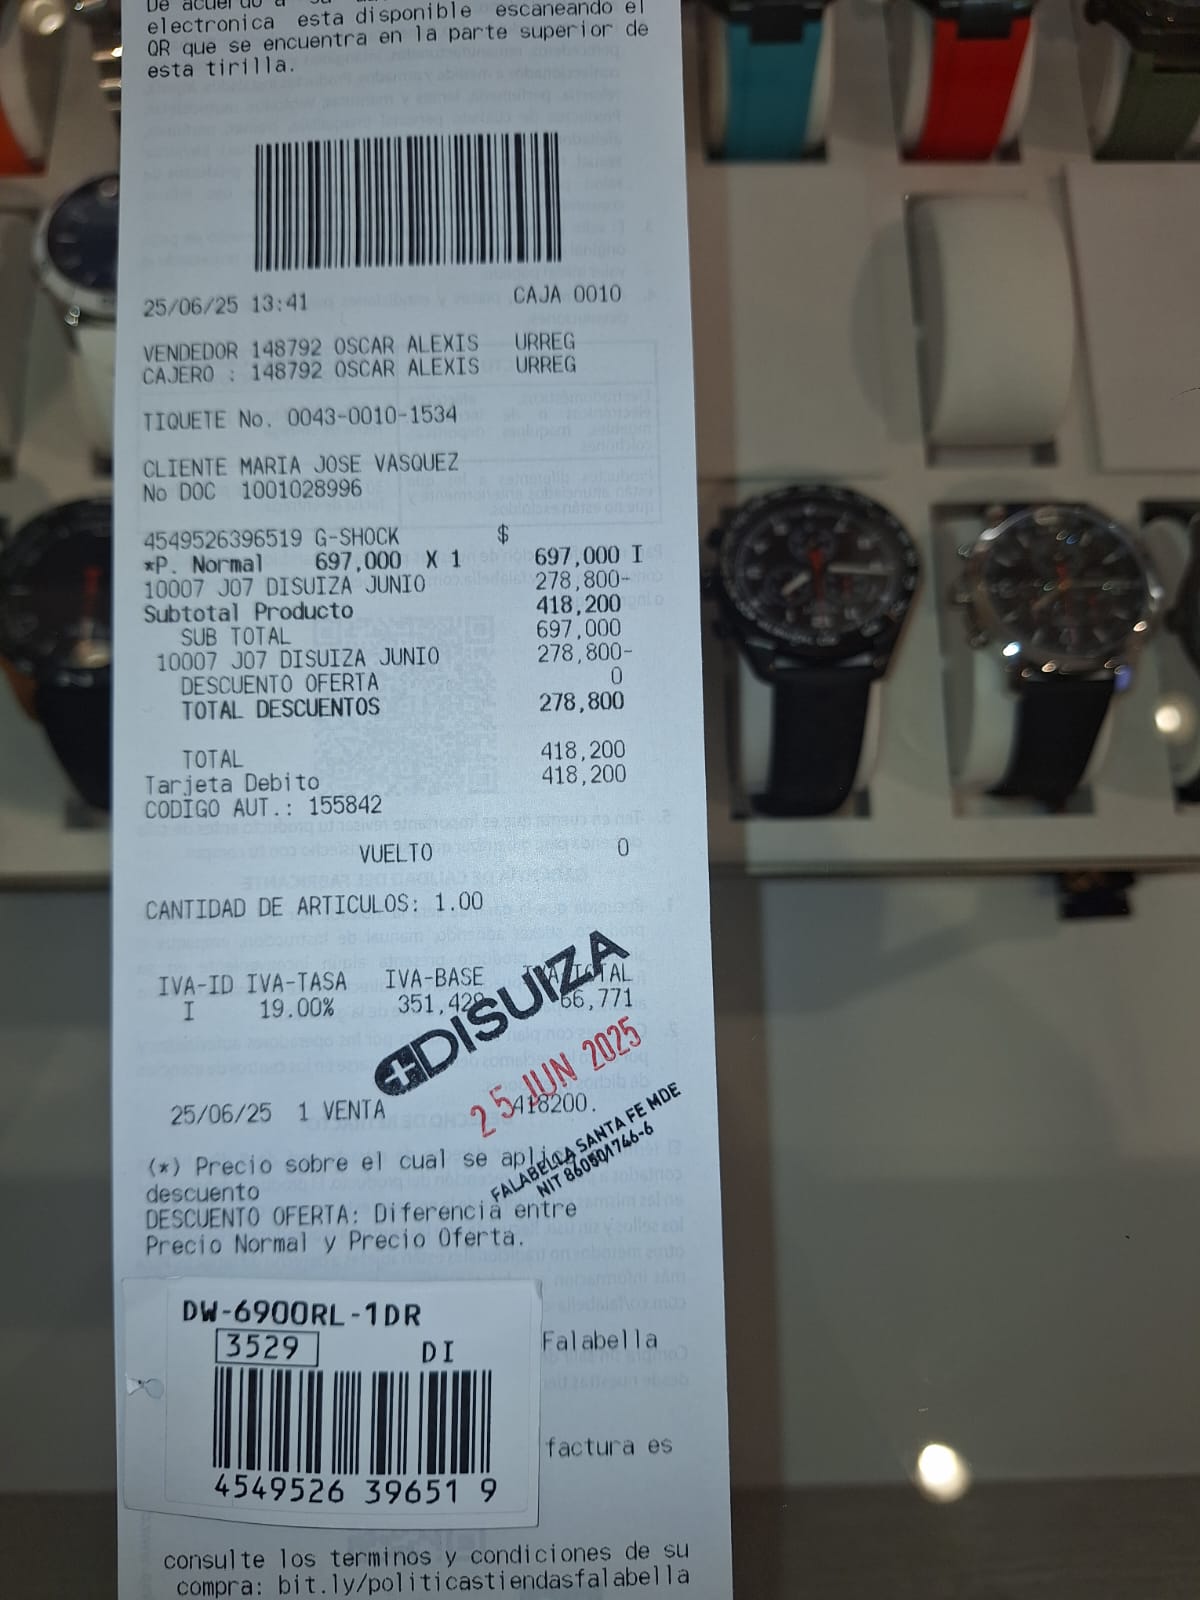 De acuerdo a su
electronica esta disponible escaneando el
QR que se encuentra en la parte superior de
esta tirilla.
25/06/25 13:41 CAJA 0010
VENDEDOR 148792 OSCAR ALEXIS URREG
CAJERO : 148792 OSCAR ALEXIS URREG
TIQUETE No. 0043-0010-1534
CLIENTE MARIA JOSE VASQUEZ
No DOC 1001028996
4549526396519 G-SHOCK $
*P. Normal 697,000 X 1 697,000 I
10007 J07 DISUIZA JUNIO 278,800-
Subtotal Producto 418,200
SUB TOTAL 697,000
10007 J07 DISUIZA JUNIO 278,800-
DESCUENTO OFERTA 0
TOTAL DESCUENTOS 278,800
TOTAL 418,200
Tarjeta Debito 418,200
CODIGO AUT.: 155842
VUELTO 0
CANTIDAD DE ARTICULOS: 1.00
IVA-ID IVA-TASA IVA-BASE
I 19.00% 66,771
DISUIZA
25 JUN 2025
25/06/25 1 VENTA 418200.
FALABELLA SANTA FE MDE
NIT 860501746-6
(*) Precio sobre el cual se aplica
descuento
DESCUENTO OFERTA: Diferencia entre
Precio Normal y Precio Oferta.
DW-6900RL-1DR
3529 DI
Falabella
4549526 39651 9
factura es
consulte los terminos y condiciones de su
compra: bit.ly/politicastiendasfalabella